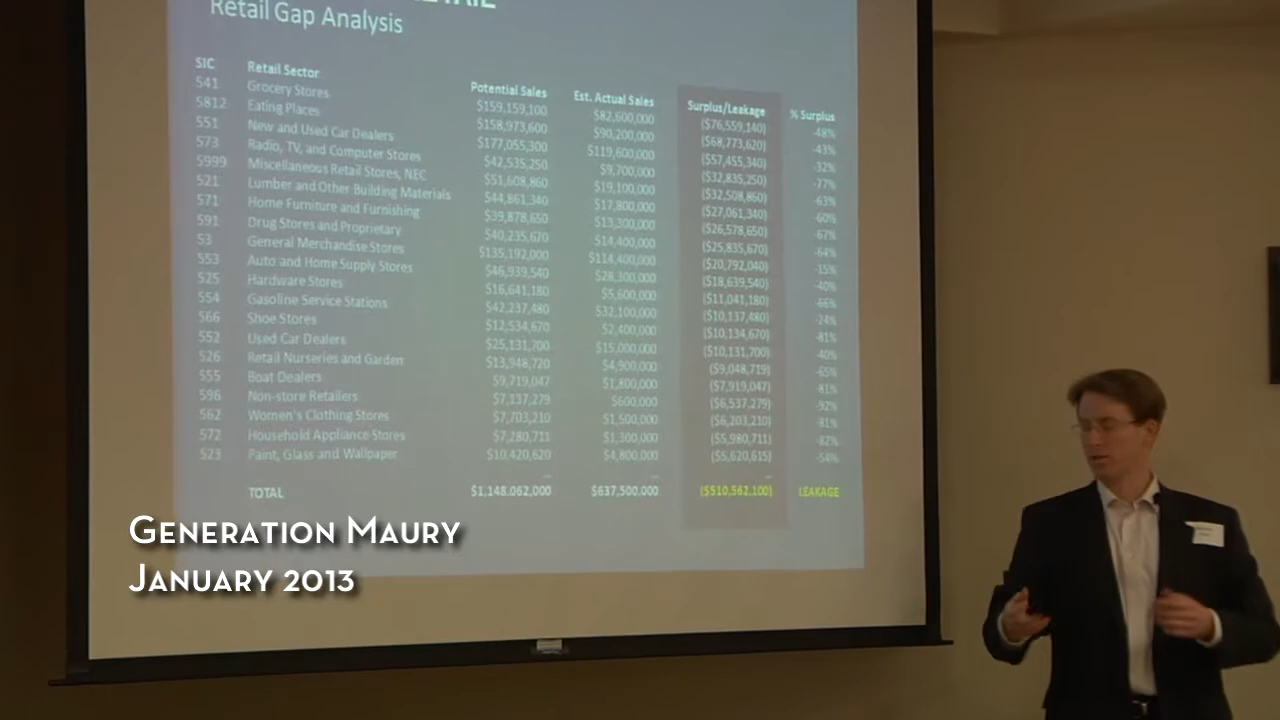 Retail Gap Analysis
SIC Retail Sector Potential Sales Est. Actual Sales Surplus/Leakage % Surplus
541 Grocery Stores $159,159,100 $82,600,000 ($76,559,140) -48%
5812 Eating Places $158,973,600 $90,200,000 ($68,773,620) -43%
551 New and Used Car Dealers $177,055,300 $119,600,000 ($57,455,340) -32%
573 Radio, TV, and Computer Stores $42,535,250 $9,700,000 ($32,835,250) -77%
5999 Miscellaneous Retail Stores, NEC $51,608,860 $19,100,000 ($32,508,860) -63%
521 Lumber and Other Building Materials $44,861,340 $17,800,000 ($27,061,340) -60%
571 Home Furniture and Furnishing $39,878,650 $13,300,000 ($26,578,650) -67%
591 Drug Stores and Proprietary $40,235,670 $14,400,000 ($25,835,670) -64%
53 General Merchandise Stores $135,192,000 $114,400,000 ($20,792,040) -15%
553 Auto and Home Supply Stores $46,939,540 $28,300,000 ($18,639,540) -40%
525 Hardware Stores $16,641,180 $5,600,000 ($11,041,180) -66%
554 Gasoline Service Stations $42,237,480 $32,100,000 ($10,137,480) -24%
566 Shoe Stores $12,534,670 $2,400,000 ($10,134,670) -81%
552 Used Car Dealers $25,131,700 $15,000,000 ($10,131,700) -40%
526 Retail Nurseries and Garden $13,948,720 $4,900,000 ($9,048,719) -65%
555 Boat Dealers $9,719,047 $1,800,000 ($7,919,047) -81%
596 Non-store Retailers $7,137,279 $600,000 ($6,537,279) -92%
562 Women's Clothing Stores $7,703,210 $1,500,000 ($6,203,210) -81%
572 Household Appliance Stores $7,280,711 $1,300,000 ($5,980,711) -82%
523 Paint, Glass and Wallpaper $10,420,620 $4,800,000 ($5,620,615) -54%
... ... ...
TOTAL $1,148,062,000 $637,500,000 ($510,562,100) LEAKAGE
Generation Maury
January 2013